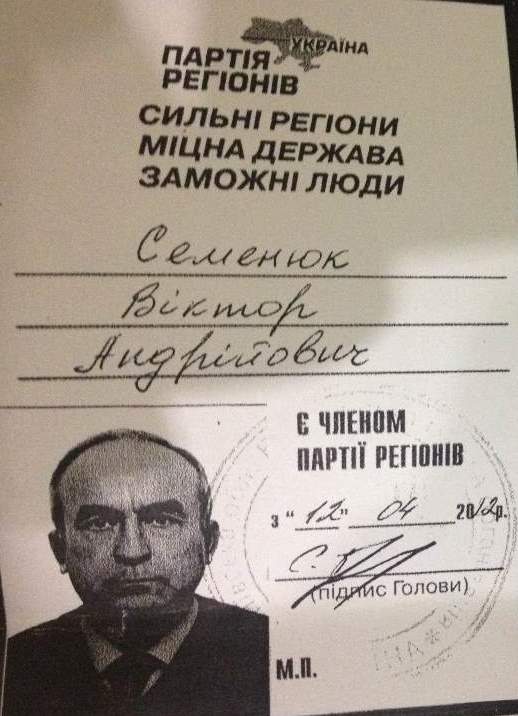 УКРАЇНА
ПАРТІЯ
РЕГІОНІВ
СИЛЬНІ РЕГІОНИ
МІЦНА ДЕРЖАВА
ЗАМОЖНІ ЛЮДИ
Семенюк
Віктор
Андрійович
Є ЧЛЕНОМ
ПАРТІЇ РЕГІОНІВ
з "12" 04 2012р.
(підпис Голови)
М.П.